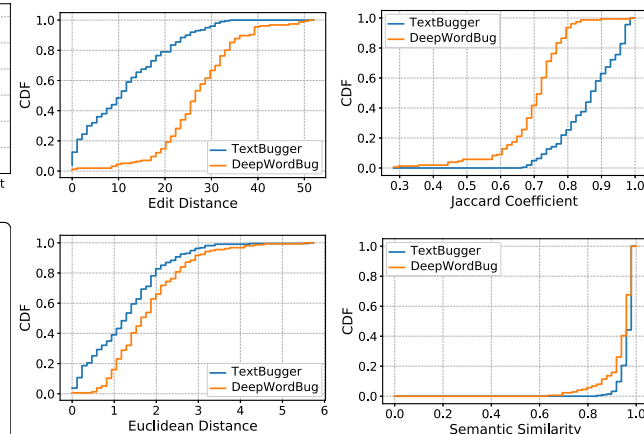 1.0
0.8
0.6
0.4
0.2
0.0
CDF
TextBugger
DeepWordBug
0 10 20 30 40 50
Edit Distance
1.0
0.8
0.6
0.4
0.2
0.0
CDF
TextBugger
DeepWordBug
0.3 0.4 0.5 0.6 0.7 0.8 0.9 1.0
Jaccard Coefficient
t
1.0
0.8
0.6
0.4
0.2
0.0
CDF
TextBugger
DeepWordBug
0 1 2 3 4 5 6
Euclidean Distance
1.0
0.8
0.6
0.4
0.2
0.0
CDF
TextBugger
DeepWordBug
0.0 0.2 0.4 0.6 0.8 1.0
Semantic Similarity